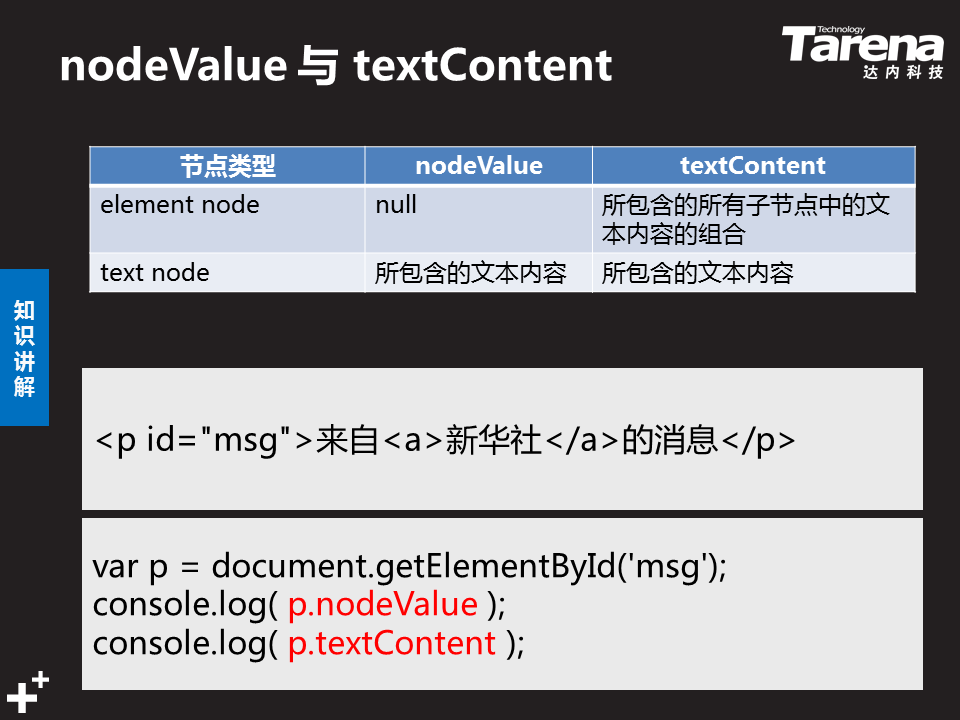 nodeValue 与 textContent
Technology
Tarena
达内科技
节点类型 nodeValue textContent
element node null 所包含的所有子节点中的文
本内容的组合
text node 所包含的文本内容 所包含的文本内容
知
识
讲
解
<p id="msg">来自<a>新华社</a>的消息</p>
var p = document.getElementById('msg');
console.log( p.nodeValue );
console.log( p.textContent );